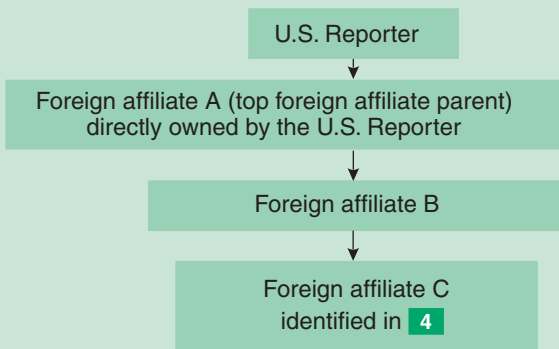 U.S. Reporter
Foreign affiliate A (top foreign affiliate parent)
directly owned by the U.S. Reporter
Foreign affiliate B
Foreign affiliate C
identified in 4